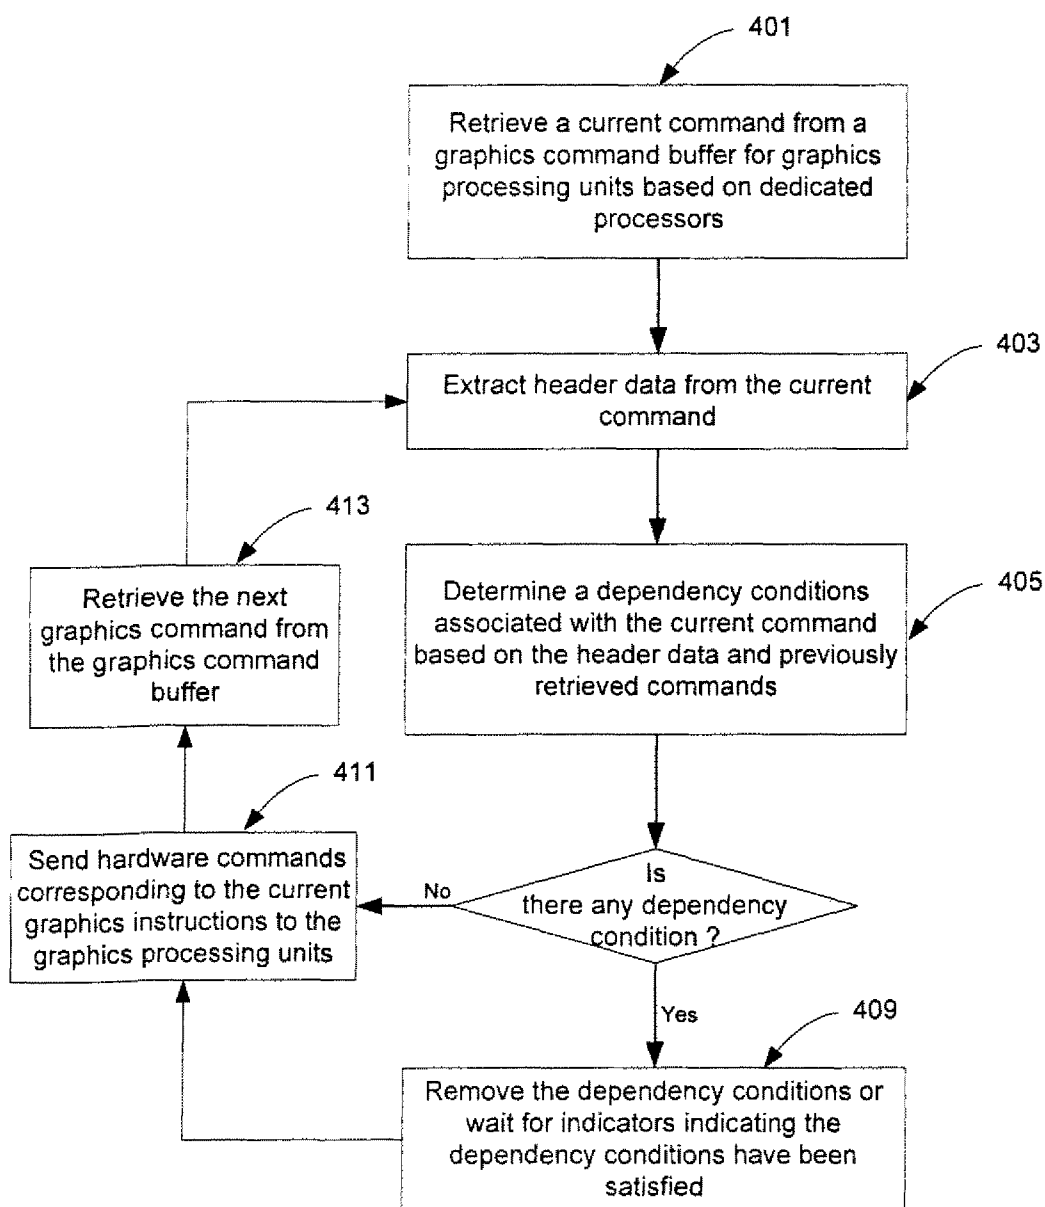 401
Retrieve a current command from a
graphics command buffer for graphics
processing units based on dedicated
processors
403
Extract header data from the current
command
413
Retrieve the next
graphics command from
the graphics command
buffer
405
Determine a dependency conditions
associated with the current command
based on the header data and previously
retrieved commands
411
Send hardware commands
corresponding to the current
graphics instructions to the
graphics processing units
No
Is
there any dependency
condition ?
Yes
409
Remove the dependency conditions or
wait for indicators indicating the
dependency conditions have been
satisfied